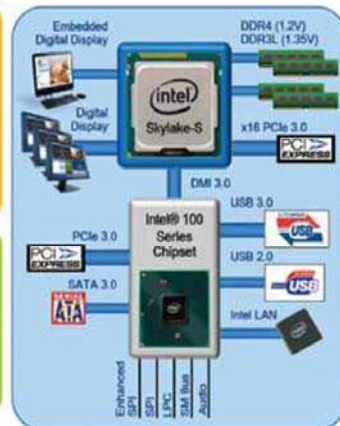 Embedded
Digital Display
DDR4 (1.2V)
DDR3L (1.35V)
intel
Skylake-S
Digital
Display
x16 PCIe 3.0
PCI
EXPRESS
DMI 3.0
Intel® 100
Series
Chipset
USB 3.0
USB
PCIe 3.0
PCI
EXPRESS
USB 2.0
USB
SATA 3.0
SERIAL
ATA
Intel LAN
Enhanced
SPI
SPI
LPC
SM Bus
Audio